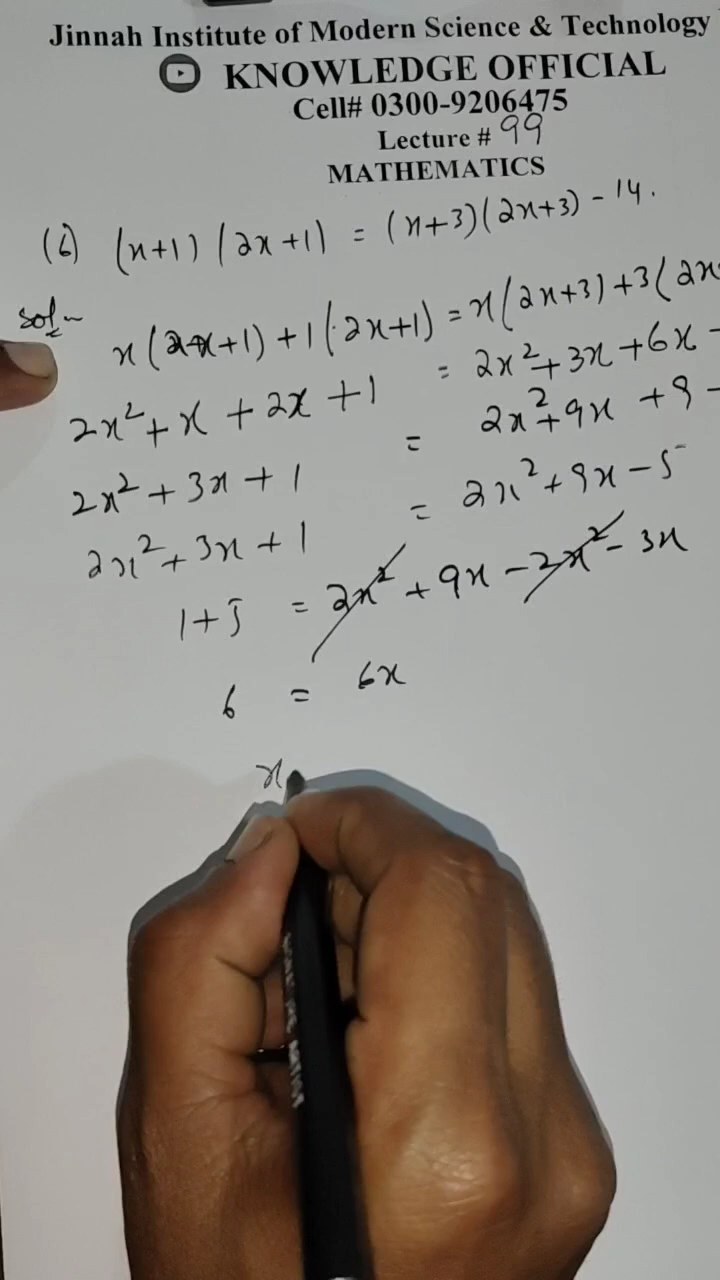 Jinnah Institute of Modern Science & Technology
KNOWLEDGE OFFICIAL
Cell# 0300-9206475
Lecture # 99
MATHEMATICS
(6) (x+1) (2x+1) = (x+3)(2x+3) - 14.
Soln
x(2x+1)+1(2x+1) = x(2x+3)+3(2x
2x²+x+2x+1 = 2x²+3x+6x-
2x²+3x+1 = 2x²+9x+9-
2x²+3x+1 = 2x²+9x-5
1+5 = 2x²+9x-2x²-3x
6 = 6x
x